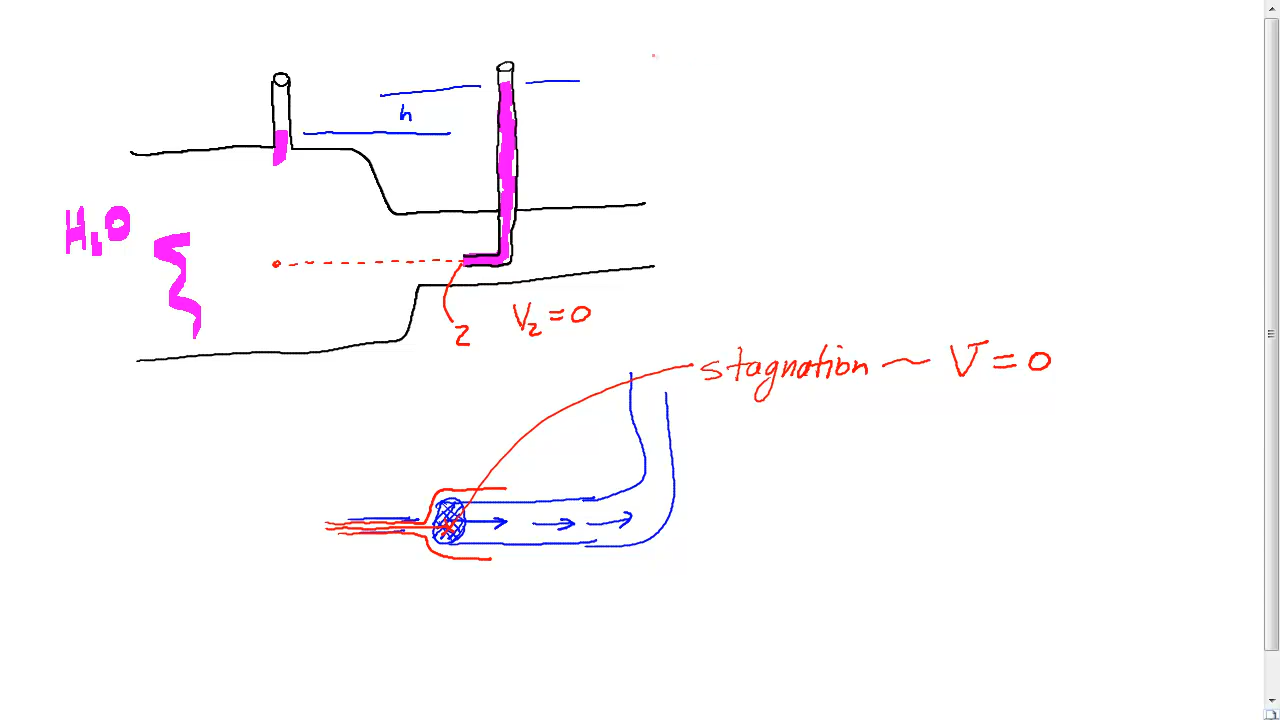 h
H₂O
2
V₂ = 0
stagnation ~ V = 0